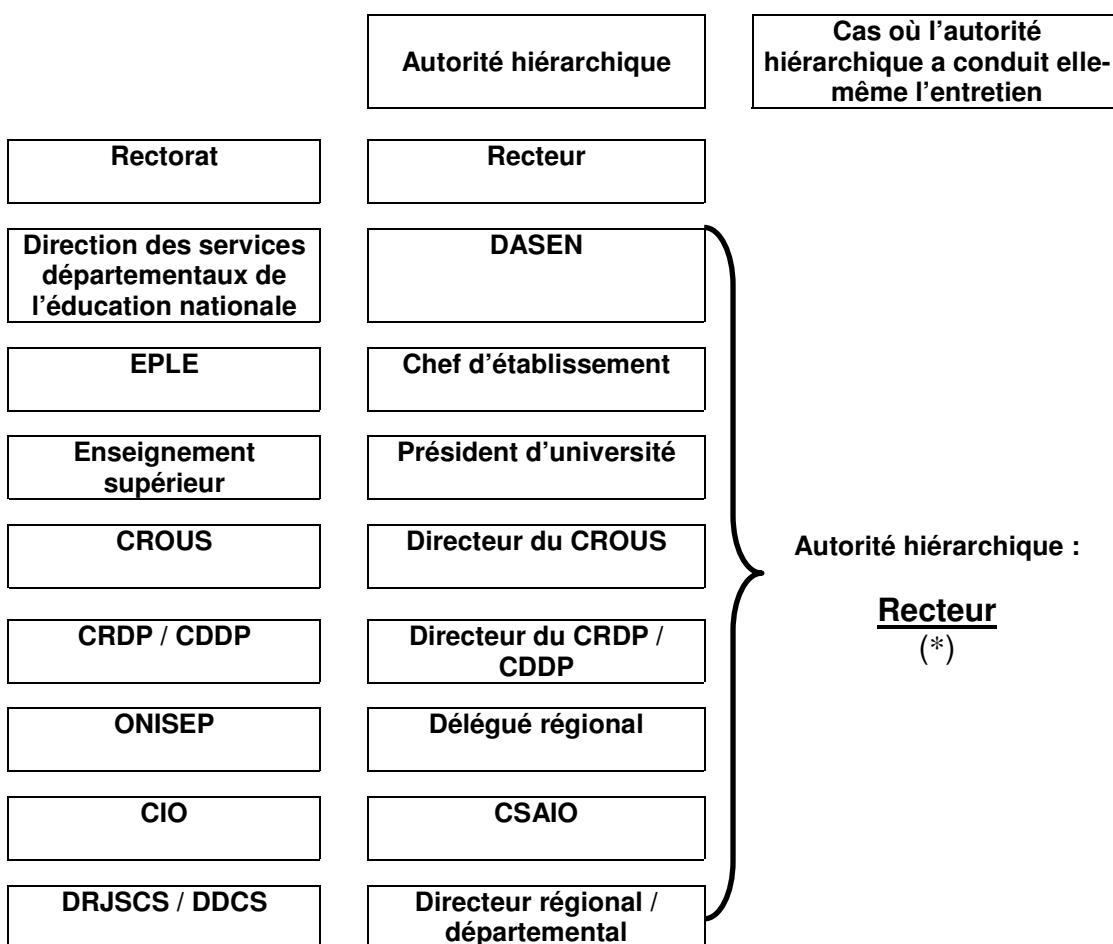 Autorité hiérarchique
Cas où l'autorité
hiérarchique a conduit elle-
même l'entretien
Rectorat
Recteur
Direction des services
départementaux de
l'éducation nationale
DASEN
EPLE
Chef d'établissement
Enseignement
supérieur
Président d'université
CROUS
Directeur du CROUS
Autorité hiérarchique :
Recteur
(*)
CRDP / CDDP
Directeur du CRDP /
CDDP
ONISEP
Délégué régional
CIO
CSAIO
DRJSCS / DDCS
Directeur régional /
départemental